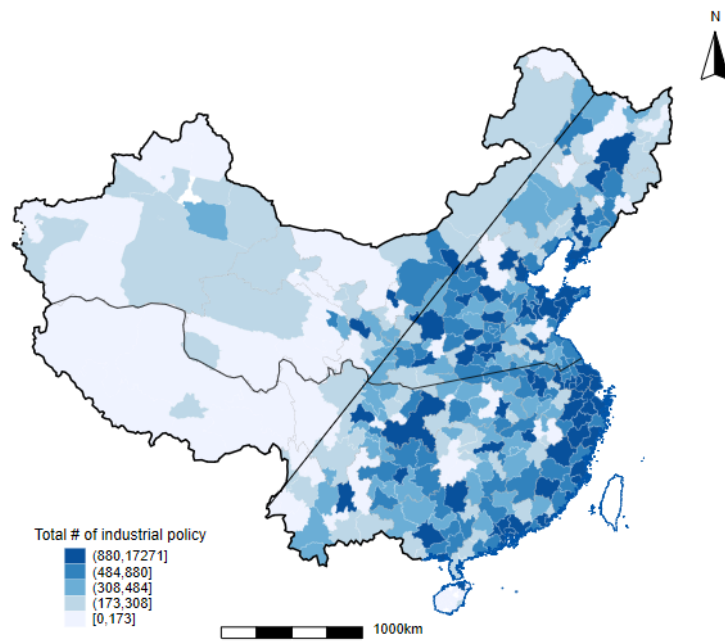 N
Total # of industrial policy
(880,17271]
(484,880]
(308,484]
(173,308]
[0,173]
1000km